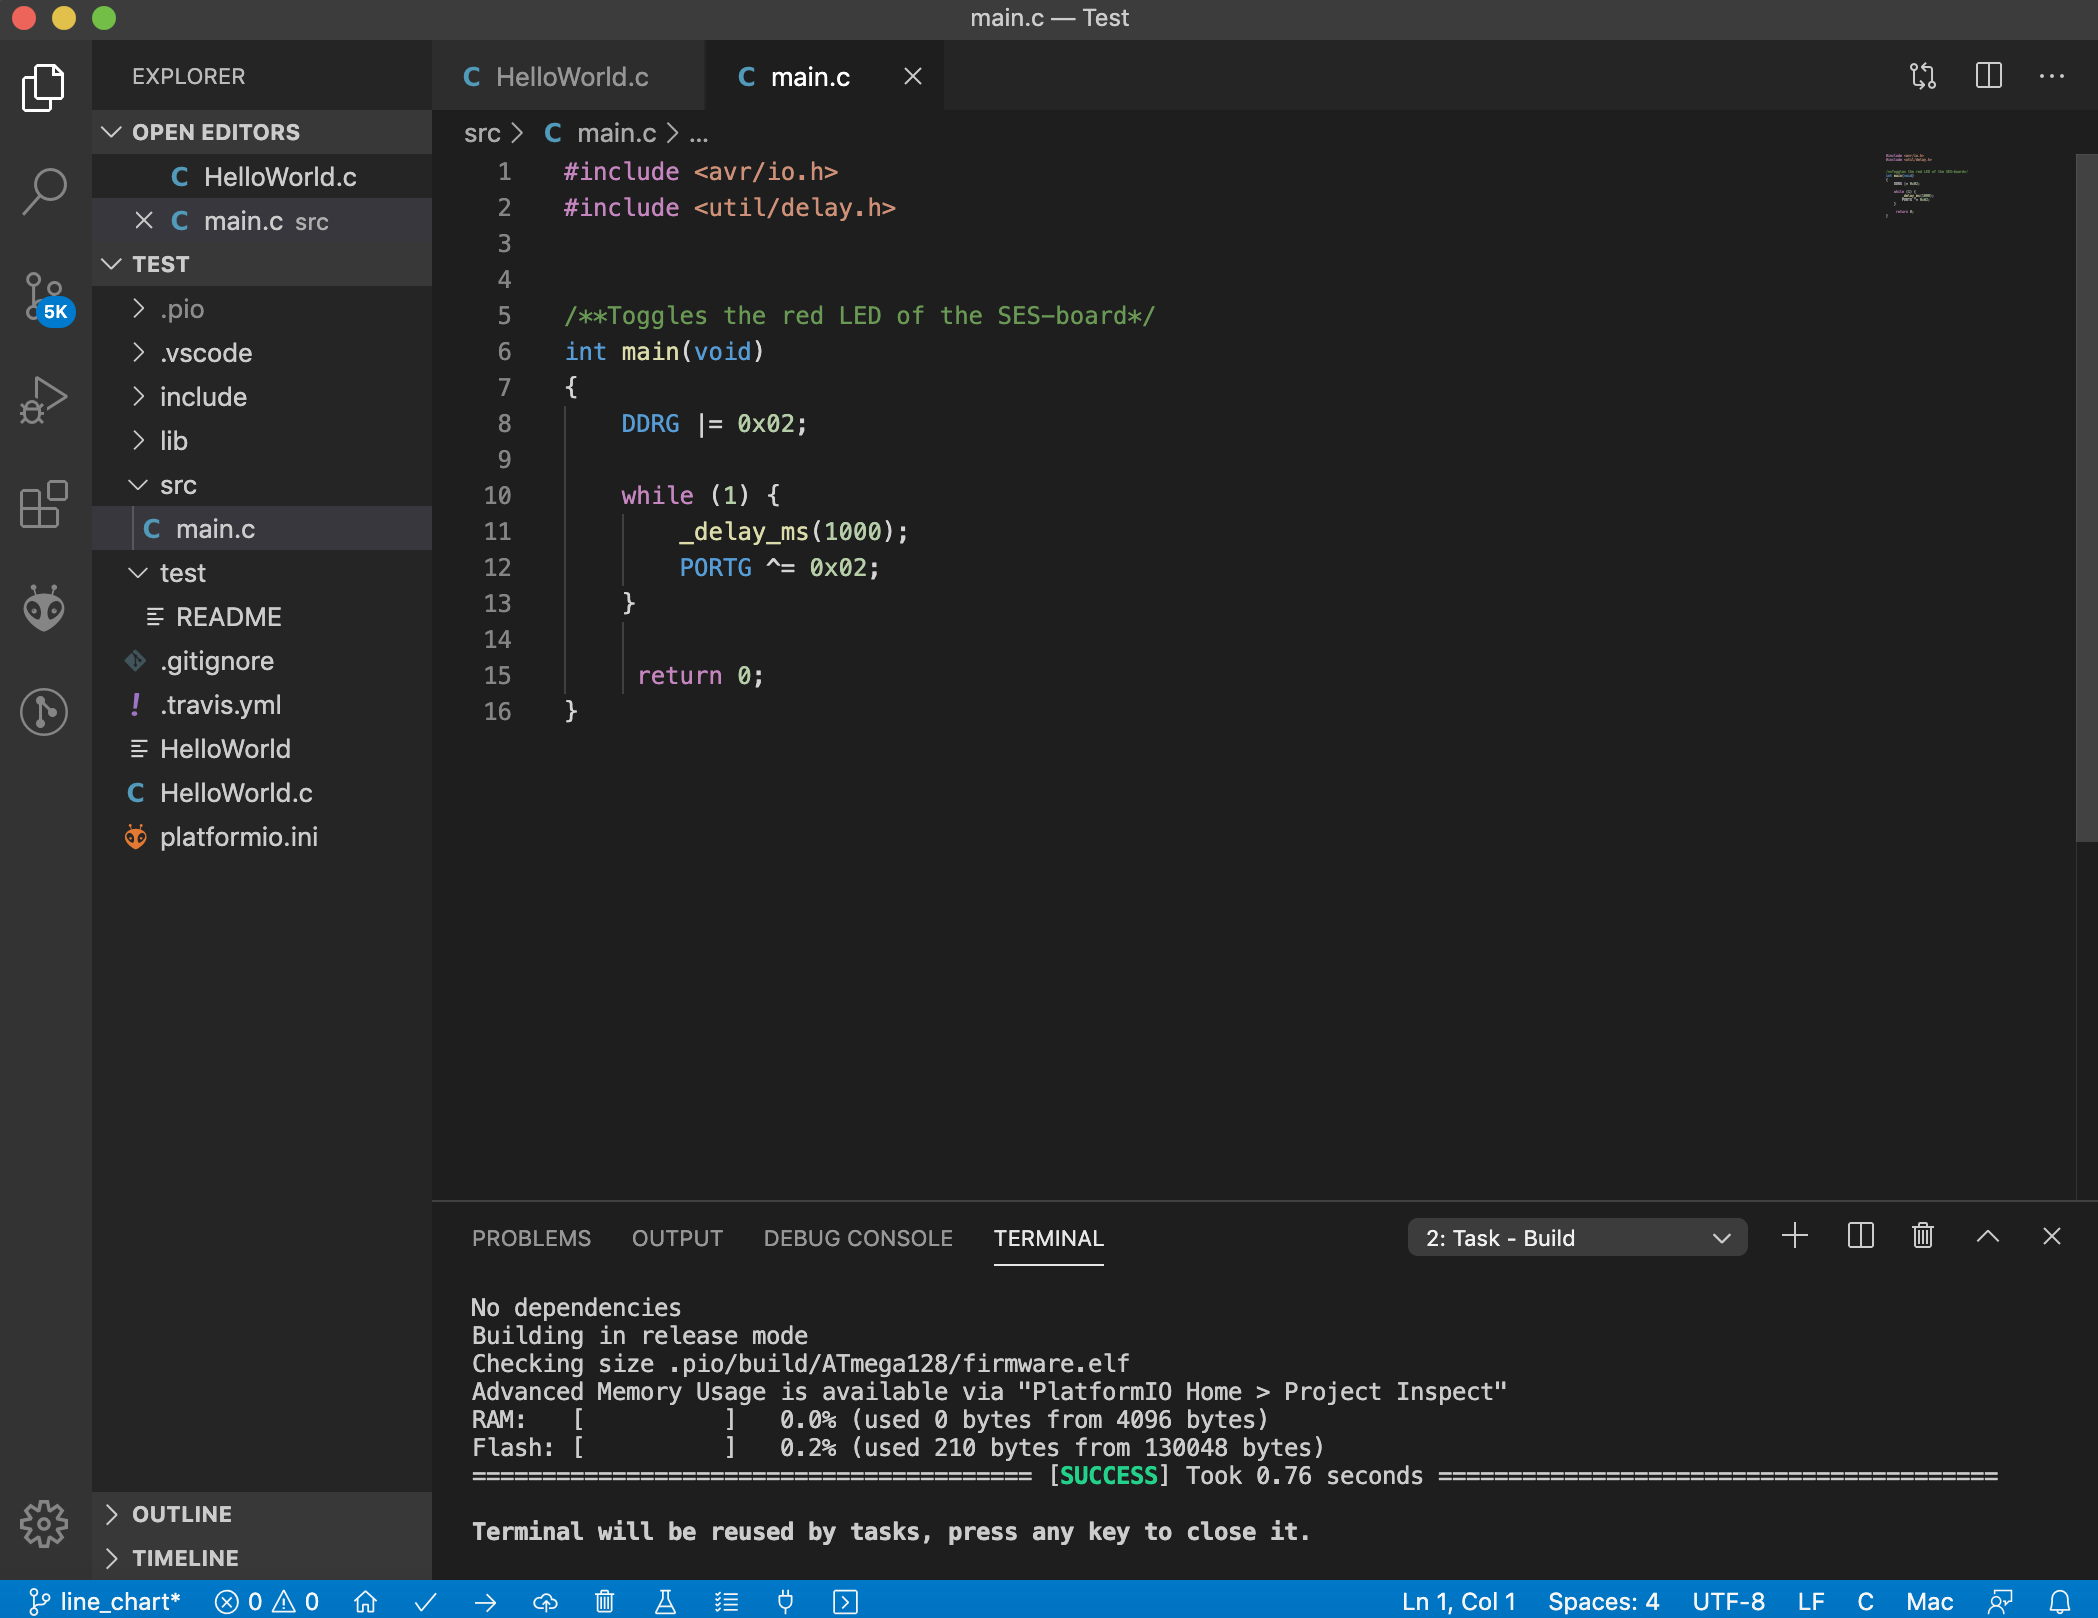 main.c — Test
EXPLORER
OPEN EDITORS
HelloWorld.c
main.c src
TEST
.pio
.vscode
include
lib
src
main.c
test
README
.gitignore
.travis.yml
HelloWorld
HelloWorld.c
platformio.ini
OUTLINE
TIMELINE
5K
HelloWorld.c
main.c
src > C main.c > ...
1 #include <avr/io.h>
2 #include <util/delay.h>
3
4
5 /**Toggles the red LED of the SES-board*/
6 int main(void)
7 {
8 DDRG |= 0x02;
9
10 while (1) {
11 _delay_ms(1000);
12 PORTG ^= 0x02;
13 }
14
15 return 0;
16 }
PROBLEMS OUTPUT DEBUG CONSOLE TERMINAL 2: Task - Build
No dependencies
Building in release mode
Checking size .pio/build/ATmega128/firmware.elf
Advanced Memory Usage is available via "PlatformIO Home > Project Inspect"
RAM: [          ] 0.0% (used 0 bytes from 4096 bytes)
Flash: [          ] 0.2% (used 210 bytes from 130048 bytes)
======================================== [SUCCESS] Took 0.76 seconds ========================================
Terminal will be reused by tasks, press any key to close it.
line_chart* 0 0 Ln 1, Col 1 Spaces: 4 UTF-8 LF C Mac